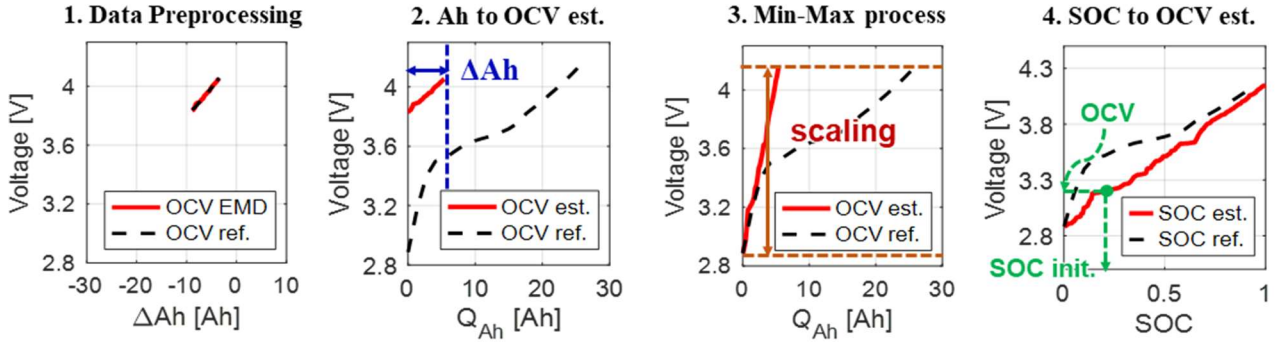 1. Data Preprocessing
Voltage [V]
4
3.6
3.2
2.8
OCV EMD
OCV ref.
-30
-20
-10
0
10
ΔAh [Ah]
2. Ah to OCV est.
Voltage [V]
4
3.6
3.2
2.8
ΔAh
OCV est.
OCV ref.
0
10
20
30
Q_Ah [Ah]
3. Min-Max process
Voltage [V]
4
3.6
3.2
2.8
scaling
OCV est.
OCV ref.
0
10
20
30
Q_Ah [Ah]
4. SOC to OCV est.
Voltage [V]
4.3
3.8
3.3
2.8
OCV
SOC est.
SOC ref.
SOC init.
0
0.5
1
SOC